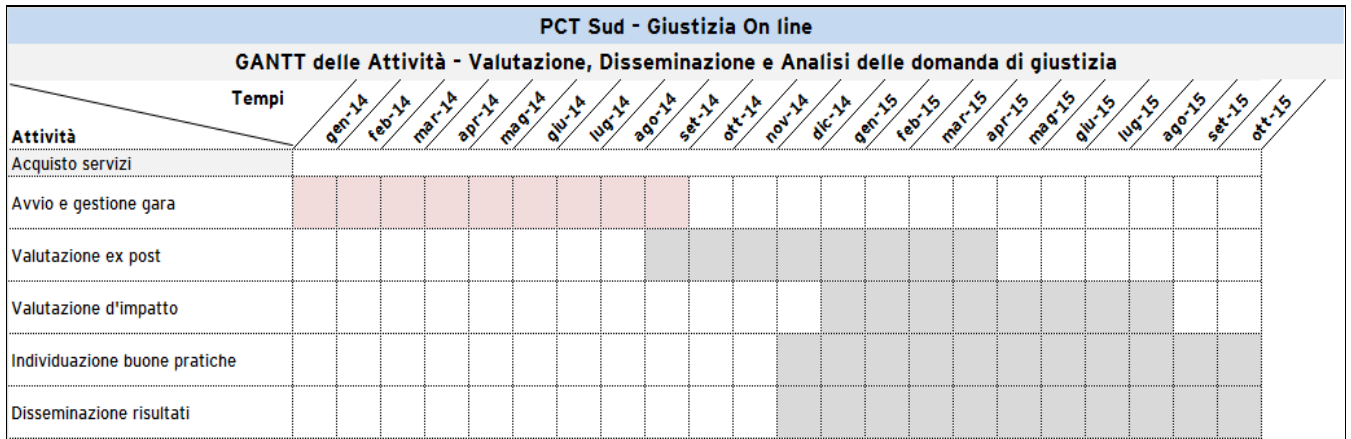 PCT Sud - Giustizia On line
GANTT delle Attività - Valutazione, Disseminazione e Analisi delle domanda di giustizia
Tempi
Attività
gen-14 feb-14 mar-14 apr-14 mag-14 giu-14 lug-14 ago-14 set-14 ott-14 nov-14 dic-14 gen-15 feb-15 mar-15 apr-15 mag-15 giu-15 lug-15 ago-15 set-15 ott-15
Acquisto servizi
Avvio e gestione gara
Valutazione ex post
Valutazione d'impatto
Individuazione buone pratiche
Disseminazione risultati